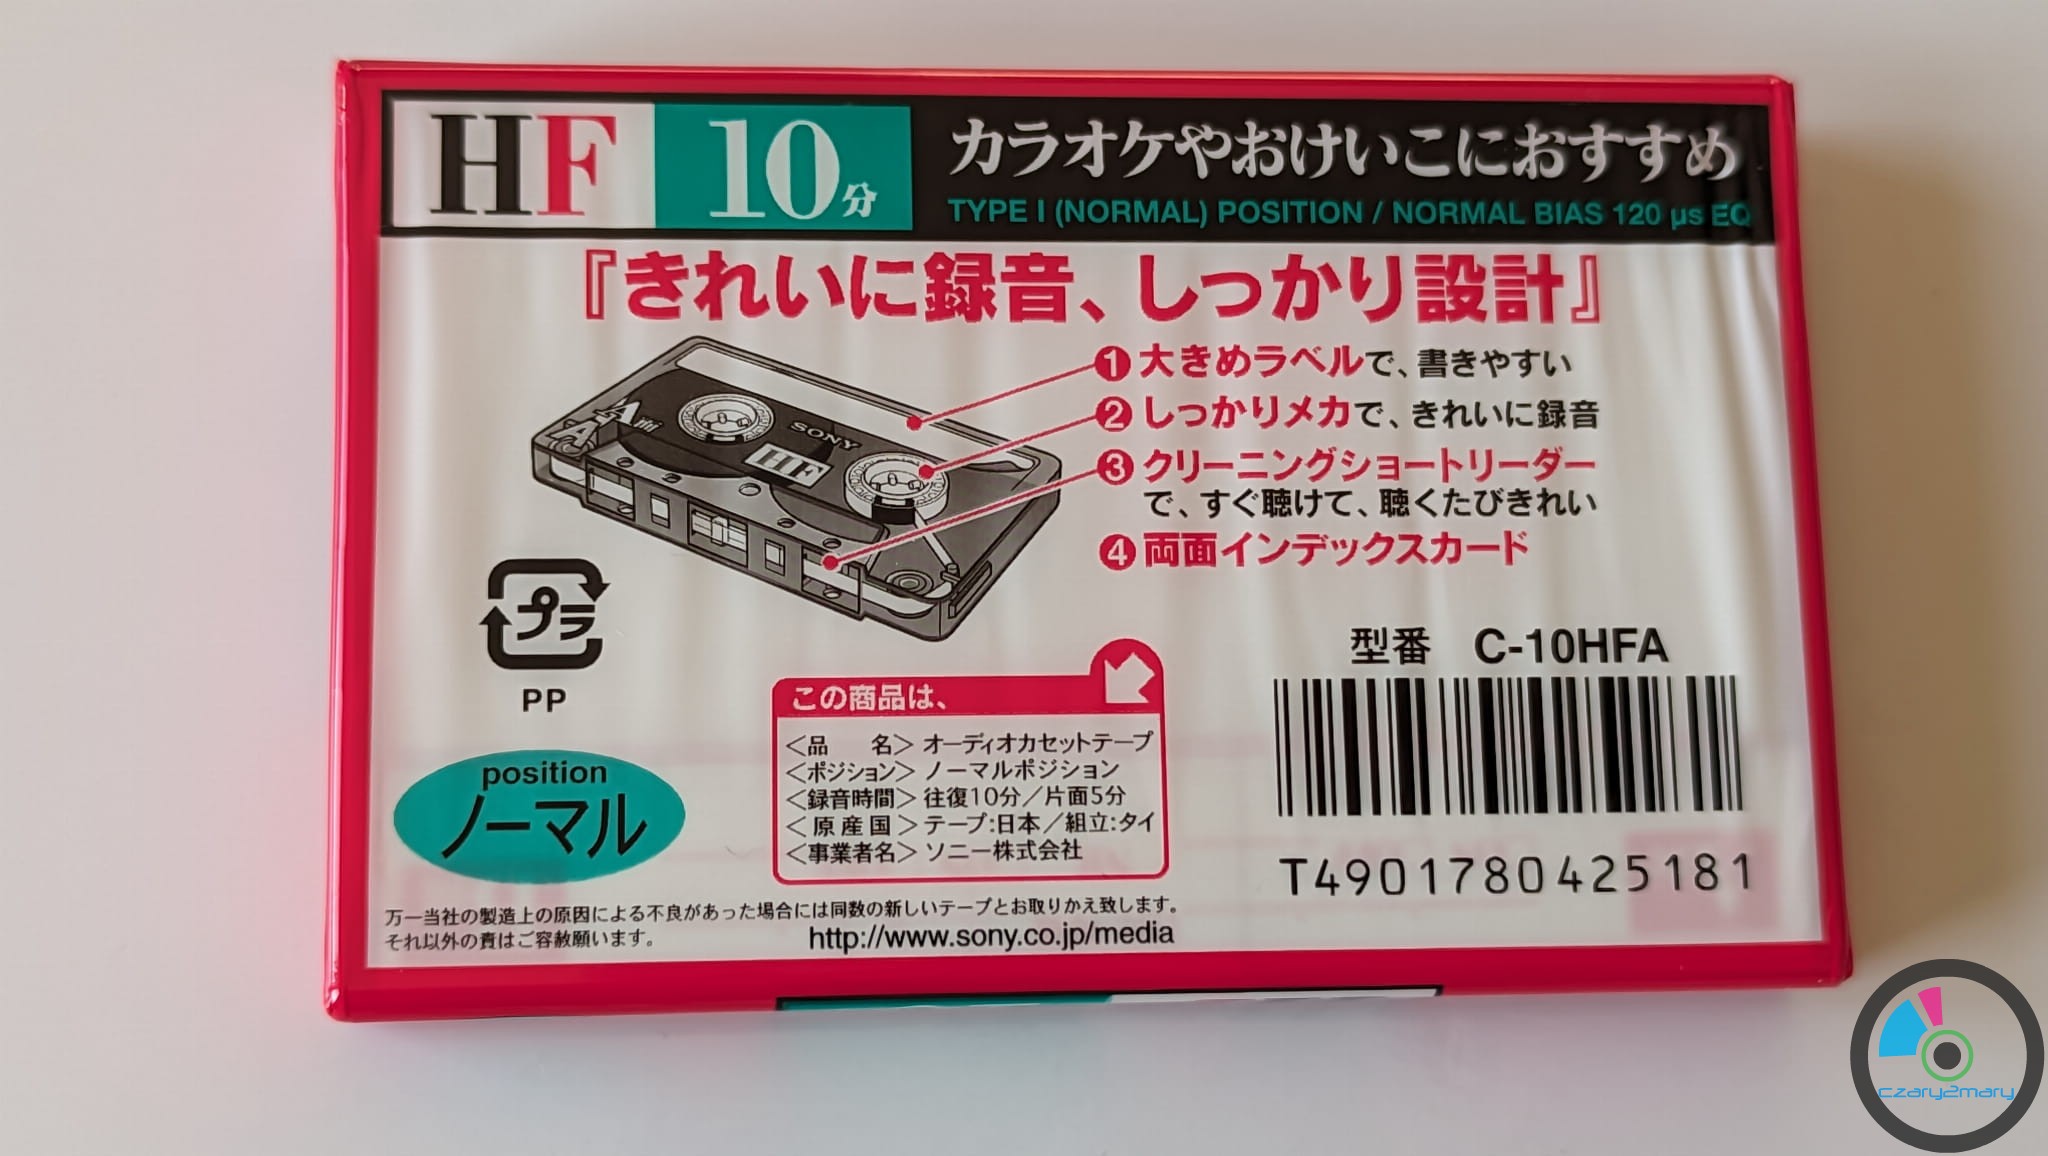 HF 10分
カラオケやおけいこにおすすめ
TYPE I (NORMAL) POSITION / NORMAL BIAS 120 µs EQ
『きれいに録音、しっかり設計』
❶大きめラベルで、書きやすい
❷しっかりメカで、きれいに録音
❸クリーニングショートリーダー
で、すぐ聴けて、聴くたびきれい
❹両面インデックスカード
A
A
SONY
HF
プラ
PP
position
ノーマル
この商品は、
<品　名> オーディオカセットテープ
<ポジション> ノーマルポジション
<録音時間> 往復10分／片面5分
<原産国> テープ:日本／組立:タイ
<事業者名> ソニー株式会社
型番 C-10HFA
T4901780425181
万一当社の製造上の原因による不良があった場合には同数の新しいテープとお取りかえ致します。
それ以外の責はご容赦願います。
http://www.sony.co.jp/media
czary2mary